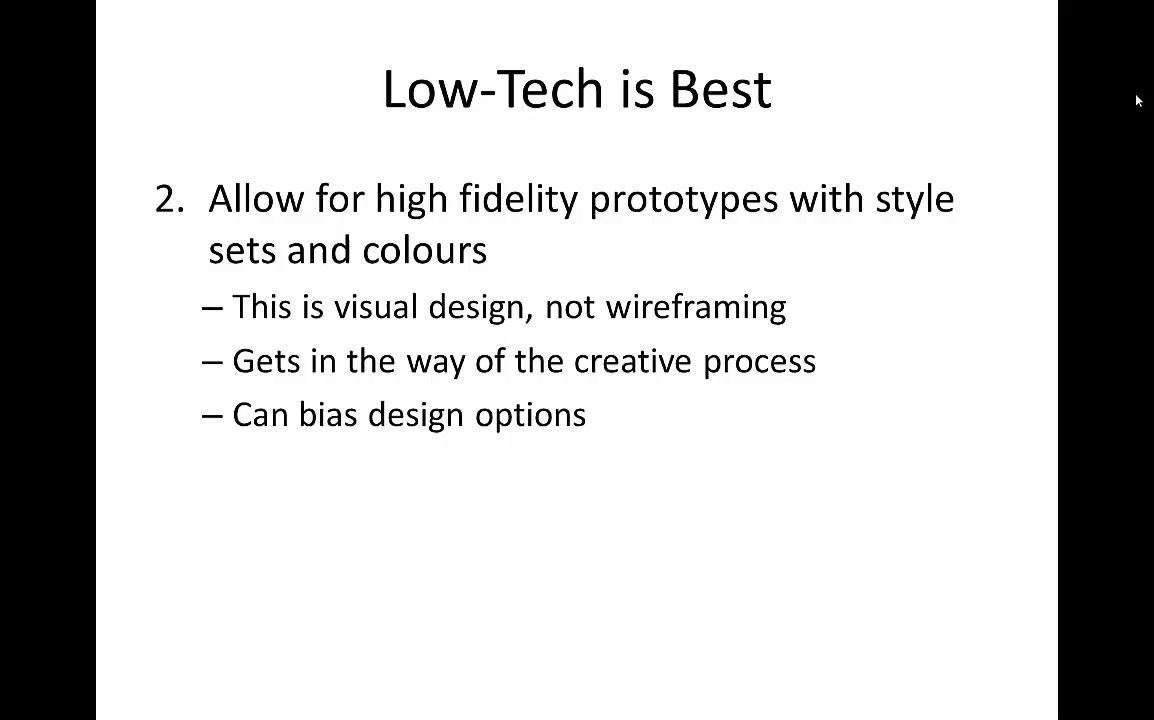 Low-Tech is Best
2. Allow for high fidelity prototypes with style
sets and colours
– This is visual design, not wireframing
– Gets in the way of the creative process
– Can bias design options